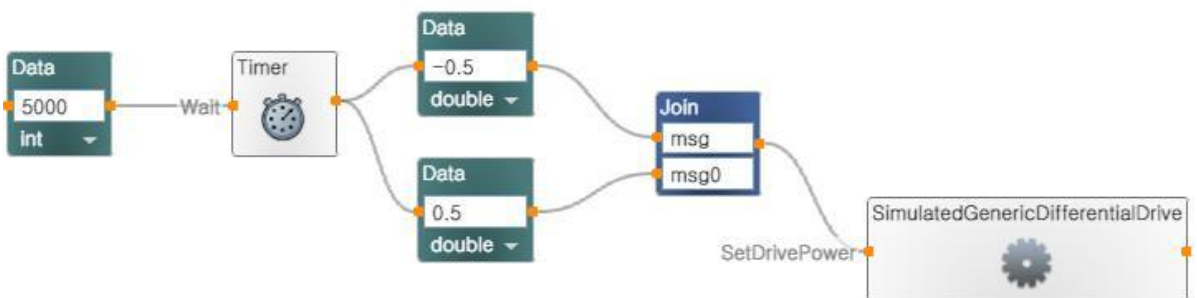 Data
5000
int
Wait
Timer
Data
-0.5
double
Data
0.5
double
Join
msg
msg0
SetDrivePower
SimulatedGenericDifferentialDrive